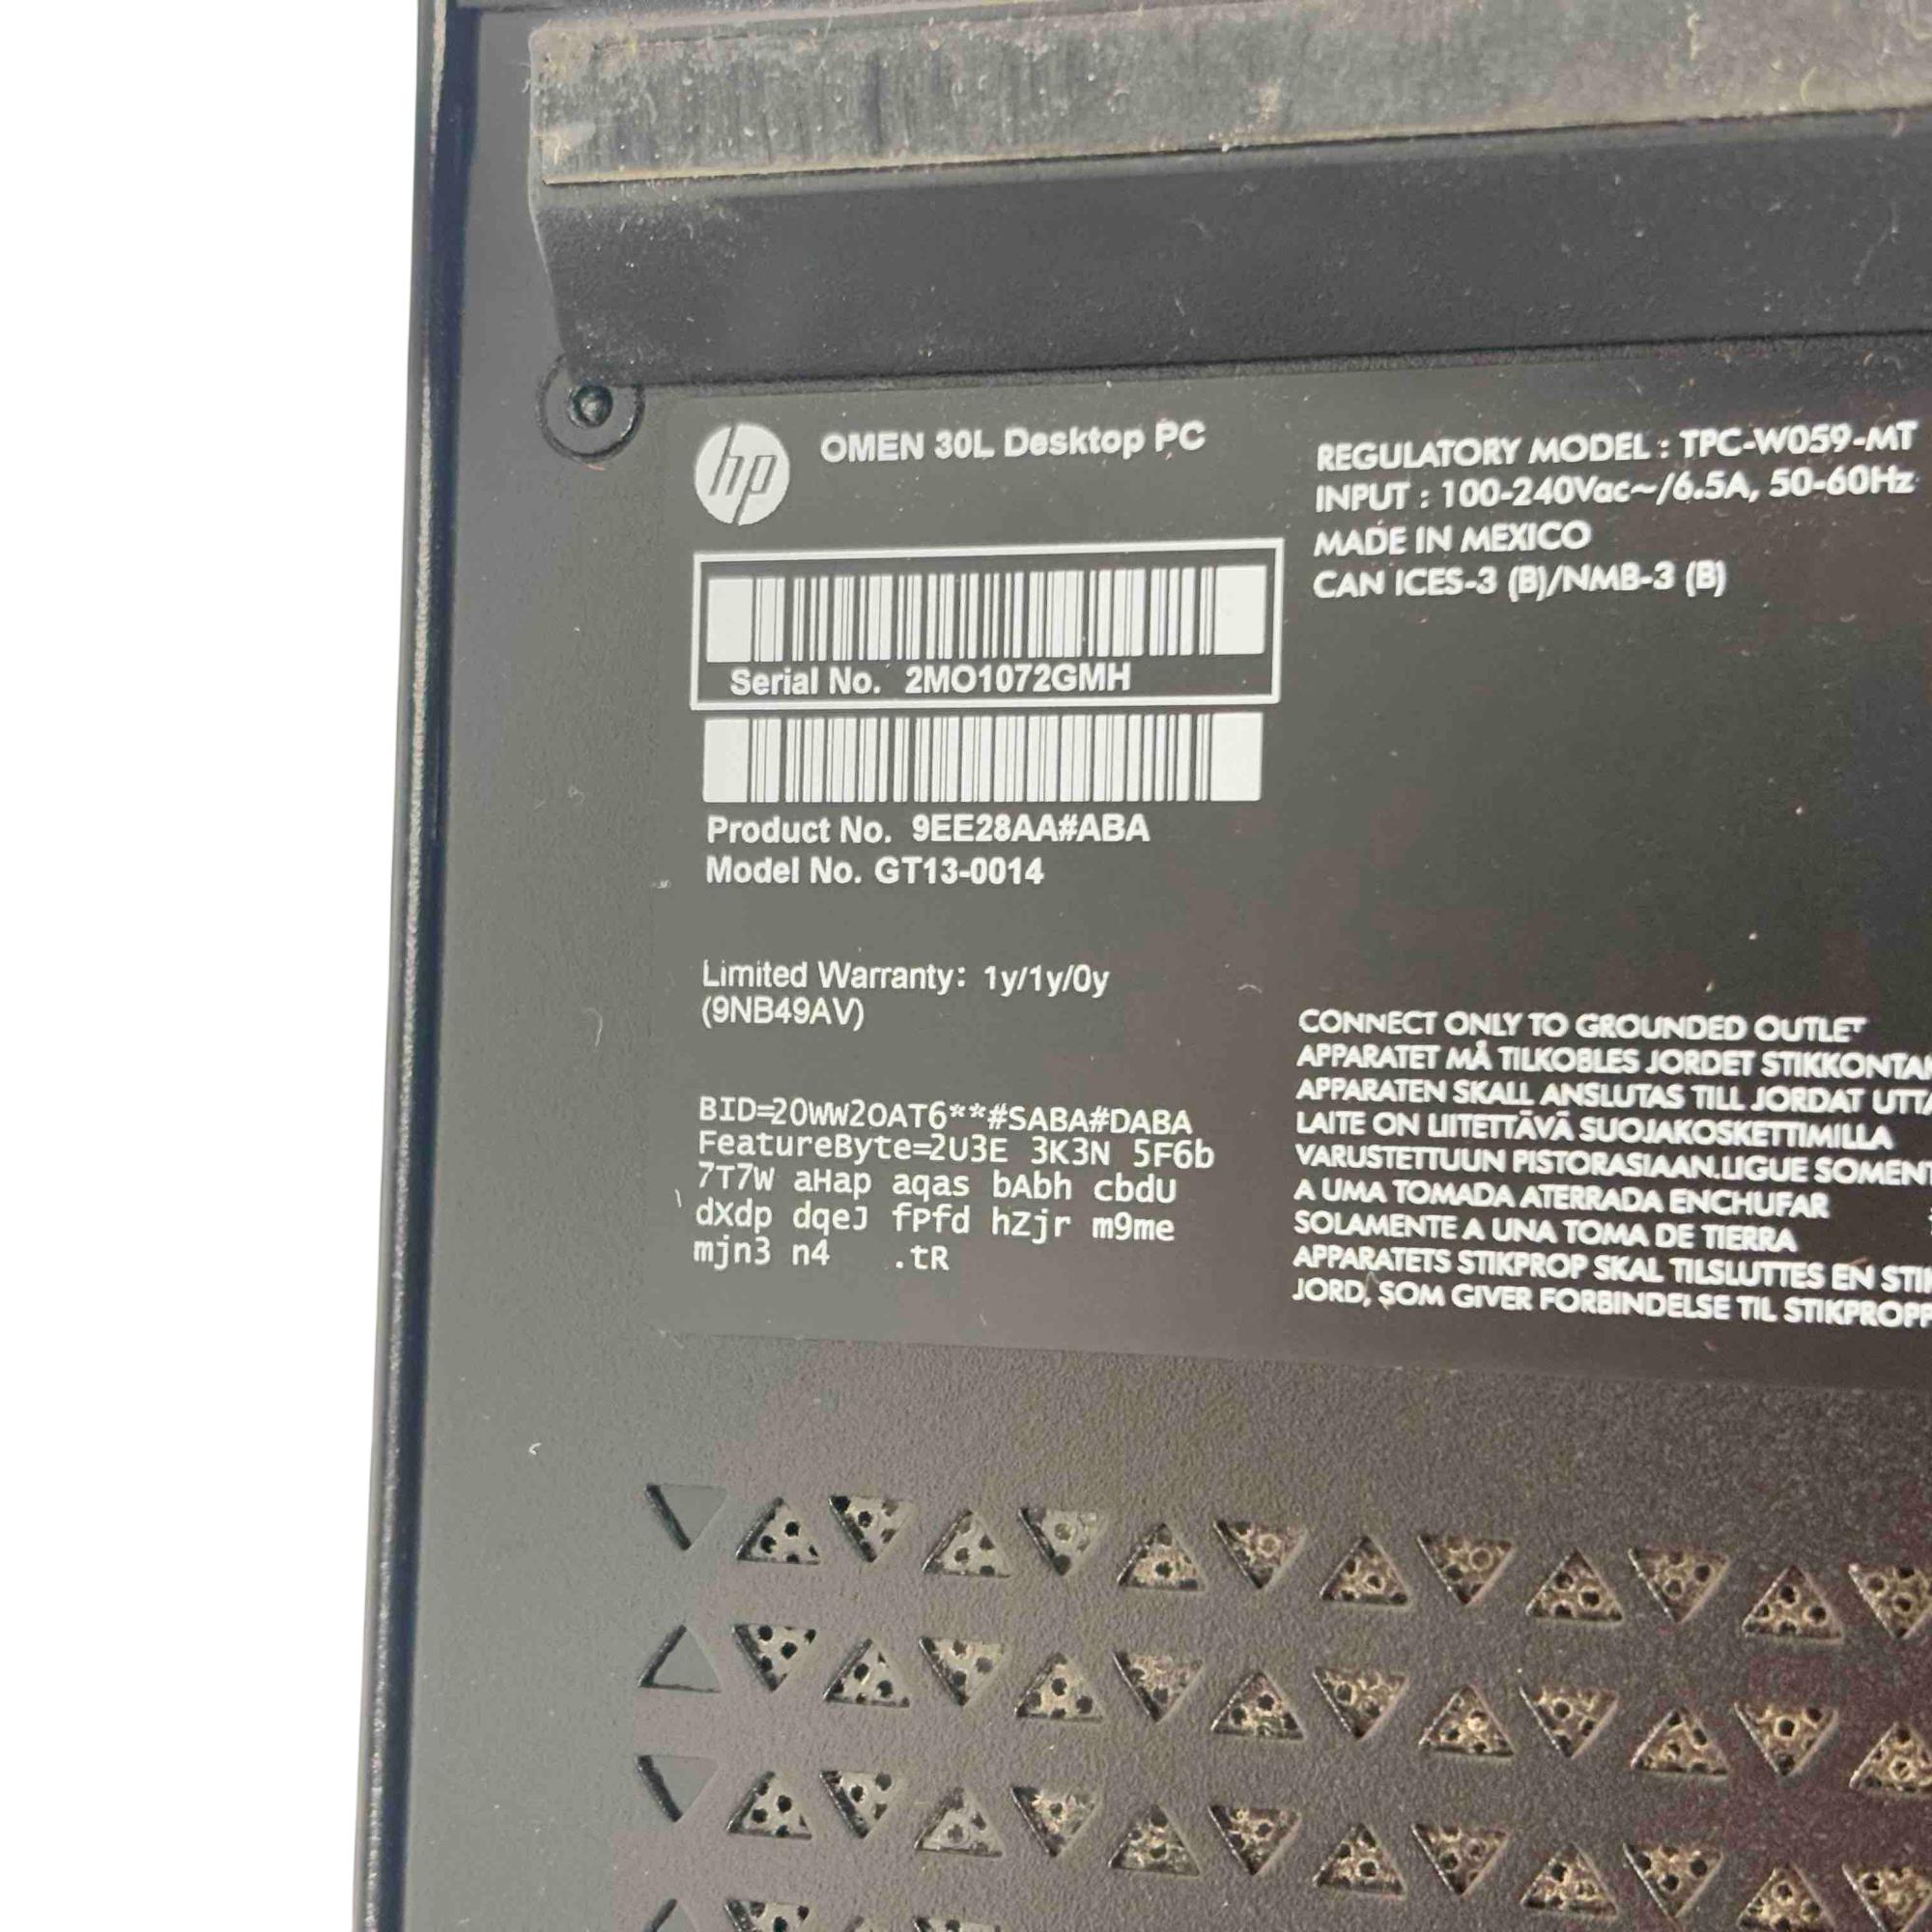 hp
OMEN 30L Desktop PC
Serial No. 2MO1072GMH
Product No. 9EE28AA#ABA
Model No. GT13-0014
Limited Warranty: 1y/1y/0y
(9NB49AV)
BID=20WW2OAT6**#SABA#DABA
FeatureByte=2U3E 3K3N 5F6b
7T7W aHap aqas bAbh cbdU
dXdp dqeJ fPfd hZjr m9me
mjn3 n4 .tR
REGULATORY MODEL : TPC-W059-MT
INPUT : 100-240Vac~/6.5A, 50-60Hz
MADE IN MEXICO
CAN ICES-3 (B)/NMB-3 (B)
CONNECT ONLY TO GROUNDED OUTLET
APPARATET MÅ TILKOBLES JORDET
APPARATEN SKALL ANSLUTAS TILL JORDAT
LAITE ON LIITETTÄVÄ SUOJAKOSKETTIMILLA
VARUSTETTUUN PISTORASIAAN.LIGUE SOMENT
A UMA TOMADA ATERRADA ENCHUFAR
SOLAMENTE A UNA TOMA DE TIERRA
APPARATETS STIKPROP SKAL TILSLUTTES EN
JORD, SOM GIVER FORBINDELSE TIL